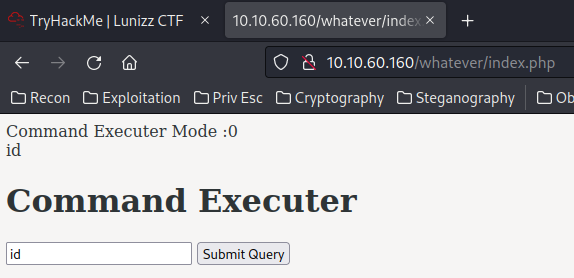 TryHackMe | Lunizz CTF
10.10.60.160/whatever/index
10.10.60.160/whatever/index.php
Recon
Exploitation
Priv Esc
Cryptography
Steganography
Ob
Command Executer Mode :0
id
Command Executer
id
Submit Query